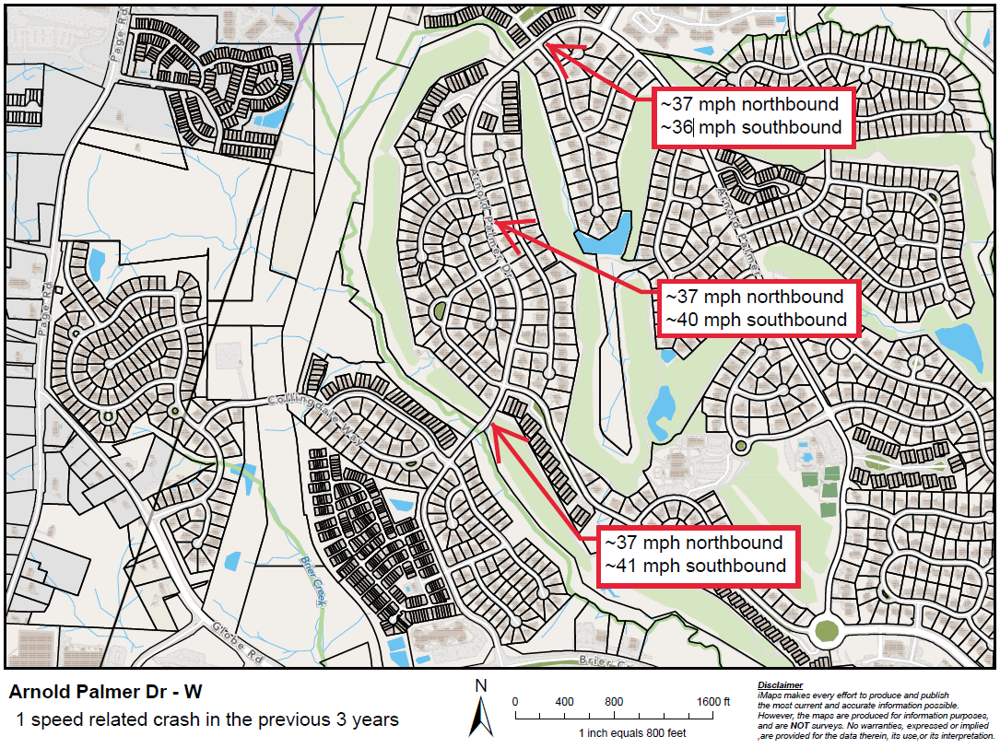 Page Rd
~37 mph northbound
~36 mph southbound
Arnold Palmer Dr
Arnold Palmer
Page Rd
~37 mph northbound
~40 mph southbound
Collingdale Way
~37 mph northbound
~41 mph southbound
Brier Creek
Globe Rd
Brier Cr
Arnold Palmer Dr - W
1 speed related crash in the previous 3 years
N
0 400 800 1600 ft
1 inch equals 800 feet
Disclaimer
iMaps makes every effort to produce and publish
the most current and accurate information possible.
However, the maps are produced for information purposes,
and are NOT surveys. No warranties, expressed or implied
,are provided for the data therein, its use,or its interpretation.